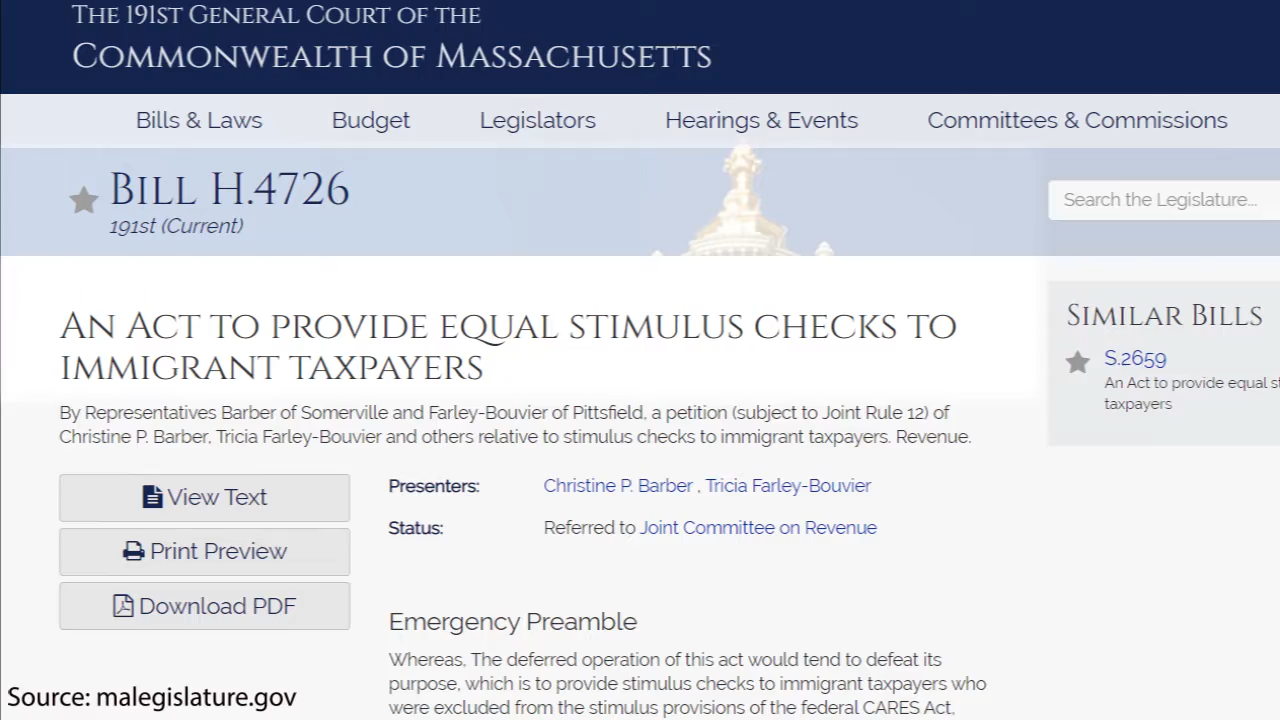 THE 191ST GENERAL COURT OF THE
COMMONWEALTH OF MASSACHUSETTS
Bills & Laws
Budget
Legislators
Hearings & Events
Committees & Commissions
BILL H.4726
191st (Current)
Search the Legislature...
AN ACT TO PROVIDE EQUAL STIMULUS CHECKS TO
IMMIGRANT TAXPAYERS
By Representatives Barber of Somerville and Farley-Bouvier of Pittsfield, a petition (subject to Joint Rule 12) of
Christine P. Barber, Tricia Farley-Bouvier and others relative to stimulus checks to immigrant taxpayers. Revenue.
SIMILAR BILLS
S.2659
An Act to provide equal
taxpayers
View Text
Print Preview
Download PDF
Presenters: Christine P. Barber , Tricia Farley-Bouvier
Status: Referred to Joint Committee on Revenue
Emergency Preamble
Whereas, The deferred operation of this act would tend to defeat its
purpose, which is to provide stimulus checks to immigrant taxpayers who
were excluded from the stimulus provisions of the federal CARES Act,
Source: malegislature.gov